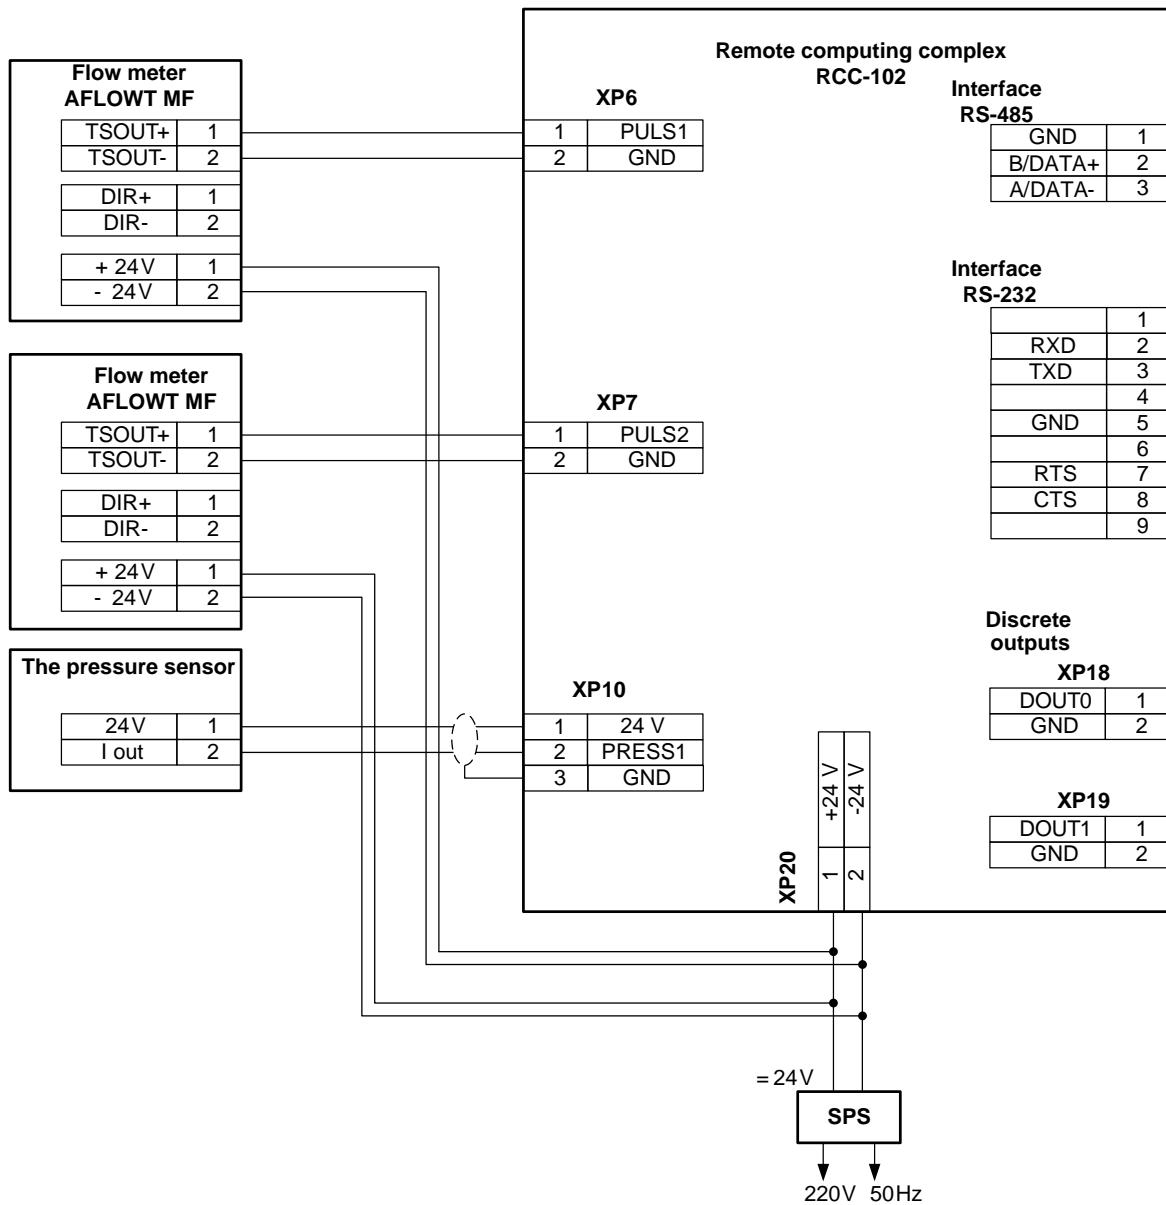 Remote computing complex
RCC-102
Flow meter
AFLOWT MF
TSOUT+ 1
TSOUT- 2
DIR+ 1
DIR- 2
+ 24V 1
- 24V 2
Flow meter
AFLOWT MF
TSOUT+ 1
TSOUT- 2
DIR+ 1
DIR- 2
+ 24V 1
- 24V 2
The pressure sensor
24V 1
I out 2
XP6
1 PULS1
2 GND
XP7
1 PULS2
2 GND
XP10
1 24 V
2 PRESS1
3 GND
Interface
RS-485
GND 1
B/DATA+ 2
A/DATA- 3
Interface
RS-232
1
RXD 2
TXD 3
4
GND 5
6
RTS 7
CTS 8
9
Discrete
outputs
XP18
DOUT0 1
GND 2
XP19
DOUT1 1
GND 2
XP20
1 +24 V
2 -24 V
= 24V
SPS
220V 50Hz